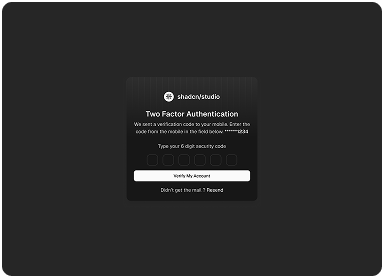 shadcn/studio
Two Factor Authentication
We sent a verification code to your mobile. Enter the
code from the mobile in the field below. ******1234
Type your 6 digit security code
Verify My Account
Didn't get the mail ? Resend